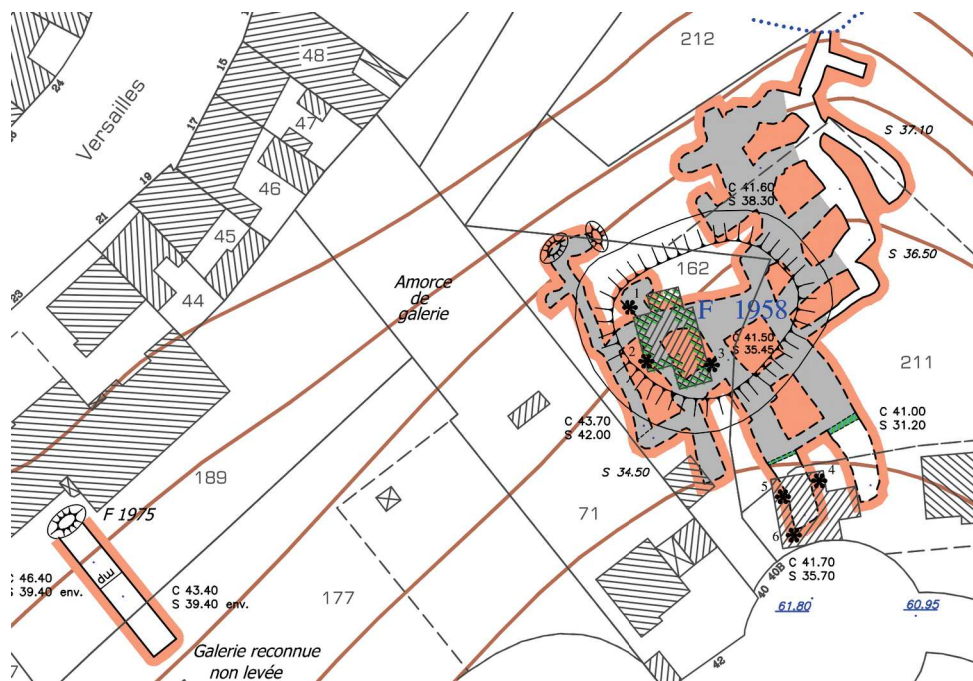 24
15
48
212
Versailles
17
47
S 37.10
46
C 41.60
S 38.30
19
21
45
S 36.50
Amorce
de
galerie
162
44
23
1
F 1958
C 41.50
S 35.45
2
3
211
C 43.70
S 42.00
C 41.00
S 31.20
S 34.50
189
4
5
71
F 1975
6
C 46.40
S 39.40 env.
mp
C 43.40
S 39.40 env.
C 41.70
S 35.70
40B
40
177
61.80
60.95
Galerie reconnue
non levée
42